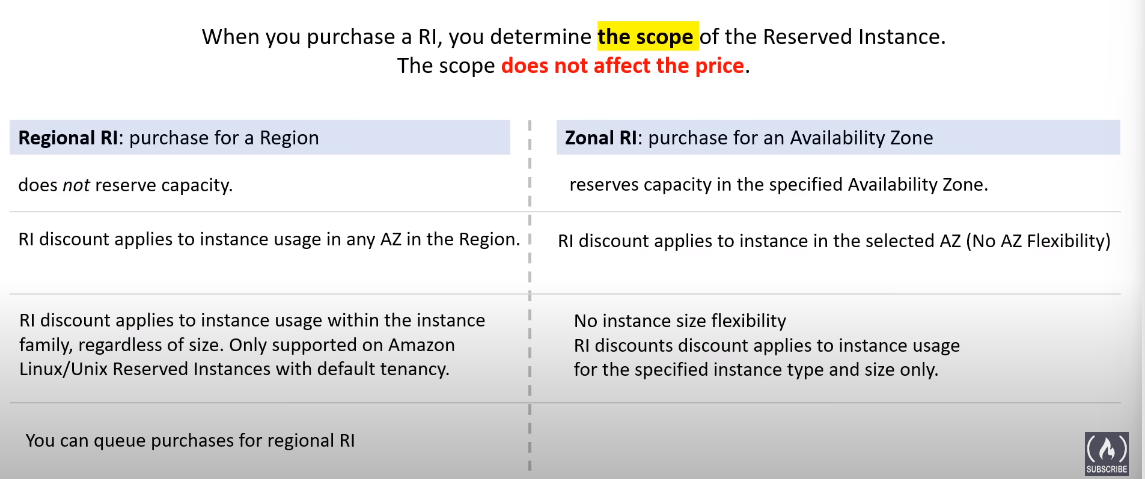 When you purchase a RI, you determine the scope of the Reserved Instance.
The scope does not affect the price.
Regional RI: purchase for a Region
does not reserve capacity.
RI discount applies to instance usage in any AZ in the Region.
RI discount applies to instance usage within the instance
family, regardless of size. Only supported on Amazon
Linux/Unix Reserved Instances with default tenancy.
You can queue purchases for regional RI
Zonal RI: purchase for an Availability Zone
reserves capacity in the specified Availability Zone.
RI discount applies to instance in the selected AZ (No AZ Flexibility)
No instance size flexibility
RI discounts discount applies to instance usage
for the specified instance type and size only.
SUBSCRIBE